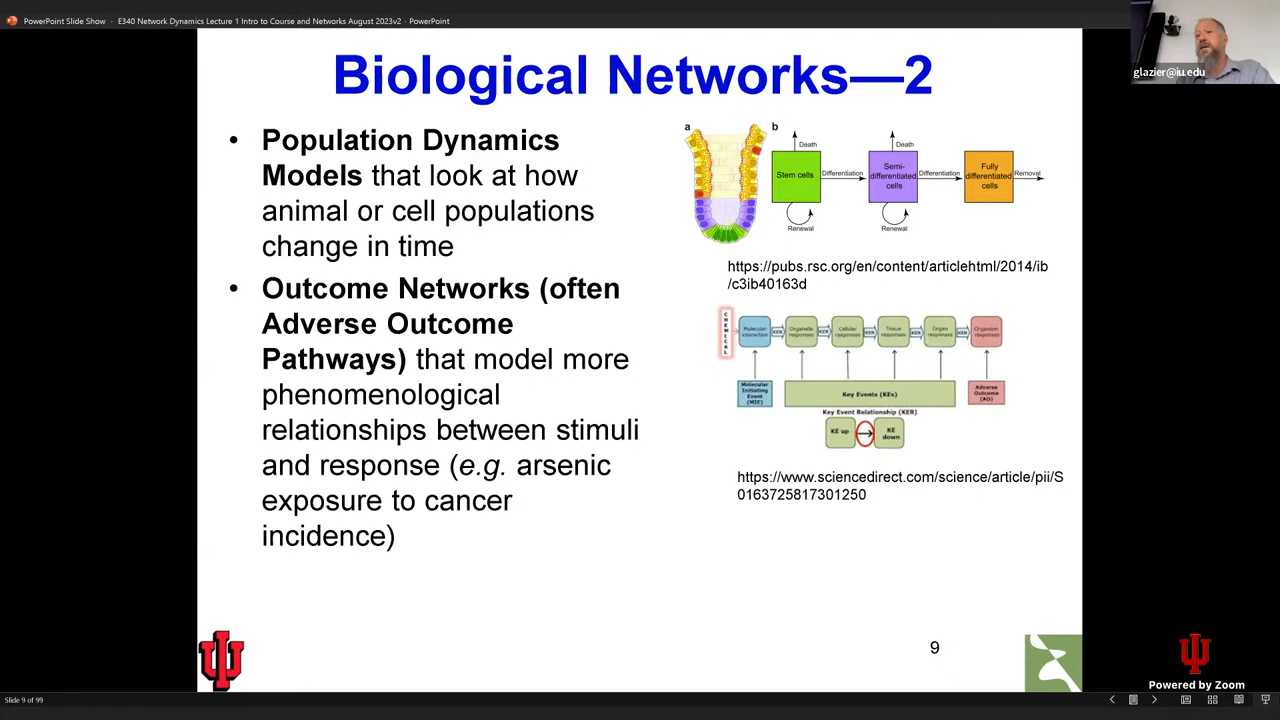 PowerPoint Slide Show - E340 Network Dynamics Lecture 1 Intro to Course and Networks August 2023v2 - PowerPoint
glazier@iu.edu
Biological Networks—2
• Population Dynamics
Models that look at how
animal or cell populations
change in time
• Outcome Networks (often
Adverse Outcome
Pathways) that model more
phenomenological
relationships between stimuli
and response (e.g. arsenic
exposure to cancer
incidence)
a
b
Death
Death
Stem cells
Differentiation
Semi-
differentiated
cells
Differentiation
Fully
differentiated
cells
Removal
Renewal
Renewal
https://pubs.rsc.org/en/content/articlehtml/2014/ib
/c3ib40163d
CHEMICAL
Molecular
interaction
KER
Organelle
responses
KER
Cellular
responses
KER
Tissue
responses
KER
Organ
responses
KER
Organism
responses
Molecular
Initiating
Event
(MIE)
Key Events (KEs)
Adverse
Outcome
(AO)
Key Event Relationship (KER)
KE up
KE
down
https://www.sciencedirect.com/science/article/pii/S
0163725817301250
9
Powered by Zoom
Slide 9 of 99